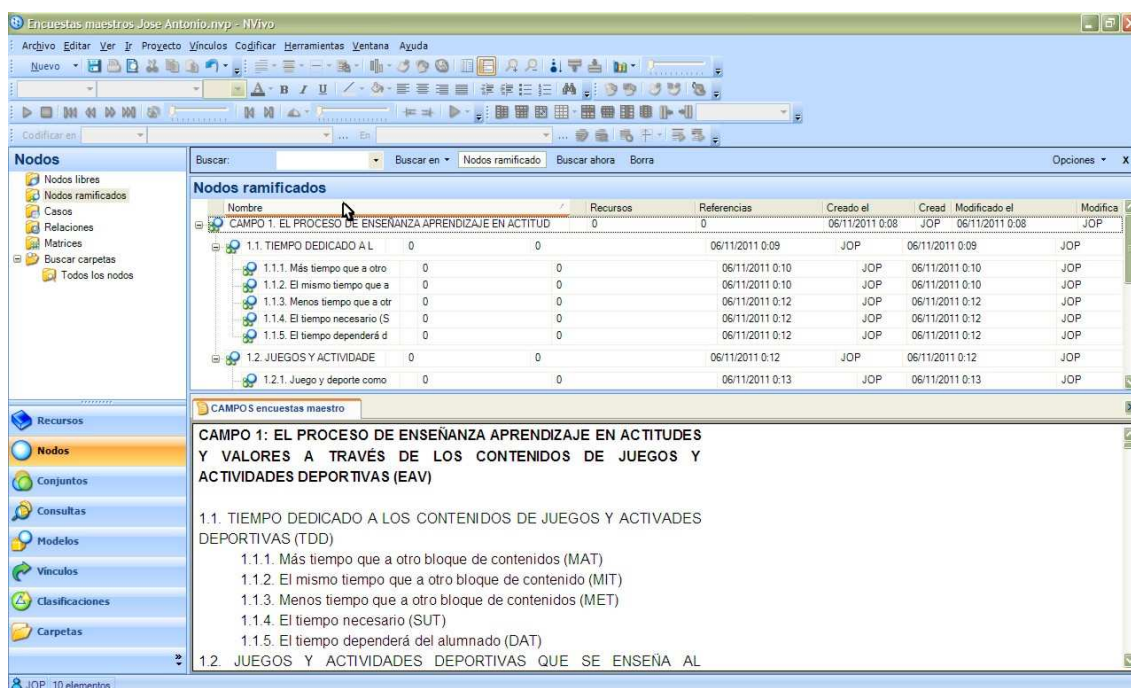 Encuestas maestros Jose Antonio.nvp - NVivo
Archivo Editar Ver Ir Proyecto Vínculos Codificar Herramientas Ventana Ayuda
Nuevo
A B I U
Codificar en ... En ...
Nodos
Nodos libres
Nodos ramificados
Casos
Relaciones
Matrices
Buscar carpetas
Todos los nodos
Recursos
Nodos
Conjuntos
Consultas
Modelos
Vínculos
Clasificaciones
Carpetas
Buscar: Buscar en Nodos ramificado Buscar ahora Borra Opciones x
Nodos ramificados
Nombre Recursos Referencias Creado el Cread Modificado el Modifica
CAMPO 1. EL PROCESO DE ENSEÑANZA APRENDIZAJE EN ACTITUD 0 0 06/11/2011 0:08 JOP 06/11/2011 0:08 JOP
1.1. TIEMPO DEDICADO A L 0 0 06/11/2011 0:09 JOP 06/11/2011 0:09 JOP
1.1.1. Más tiempo que a otro 0 0 06/11/2011 0:10 JOP 06/11/2011 0:10 JOP
1.1.2. El mismo tiempo que a 0 0 06/11/2011 0:10 JOP 06/11/2011 0:10 JOP
1.1.3. Menos tiempo que a otr 0 0 06/11/2011 0:12 JOP 06/11/2011 0:12 JOP
1.1.4. El tiempo necesario (S 0 0 06/11/2011 0:12 JOP 06/11/2011 0:12 JOP
1.1.5. El tiempo dependerá d 0 0 06/11/2011 0:12 JOP 06/11/2011 0:12 JOP
1.2. JUEGOS Y ACTIVIDADE 0 0 06/11/2011 0:12 JOP 06/11/2011 0:12 JOP
1.2.1. Juego y deporte como 0 0 06/11/2011 0:13 JOP 06/11/2011 0:13 JOP
CAMPOS encuestas maestro
CAMPO 1: EL PROCESO DE ENSEÑANZA APRENDIZAJE EN ACTITUDES
Y VALORES A TRAVÉS DE LOS CONTENIDOS DE JUEGOS Y
ACTIVIDADES DEPORTIVAS (EAV)
1.1. TIEMPO DEDICADO A LOS CONTENIDOS DE JUEGOS Y ACTIVADES
DEPORTIVAS (TDD)
1.1.1. Más tiempo que a otro bloque de contenidos (MAT)
1.1.2. El mismo tiempo que a otro bloque de contenido (MIT)
1.1.3. Menos tiempo que a otro bloque de contenidos (MET)
1.1.4. El tiempo necesario (SUT)
1.1.5. El tiempo dependerá del alumnado (DAT)
1.2. JUEGOS Y ACTIVIDADES DEPORTIVAS QUE SE ENSEÑA AL
JOP 10 elementos